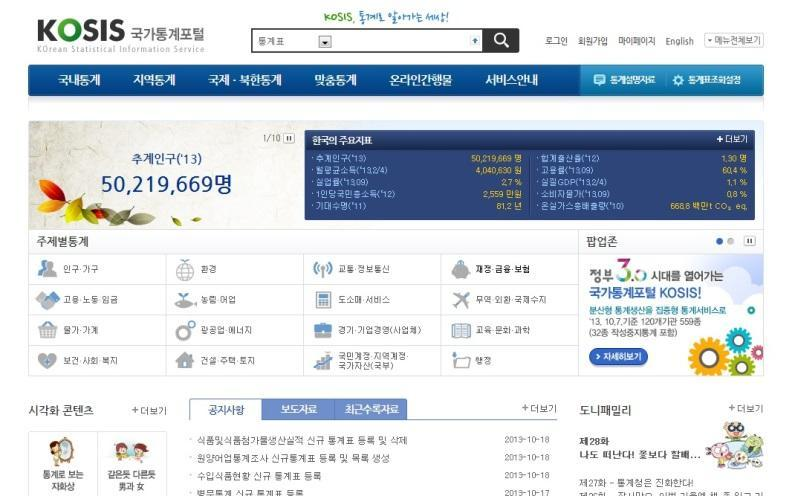 KOSIS, 통계로 알아가는 세상!
KOSIS 국가통계포털
KOrean Statistical Information Service
통계표
로그인 회원가입 마이페이지 English 메뉴전체보기
국내통계 지역통계 국제·북한통계 맞춤통계 온라인간행물 서비스안내 통계설명자료 통계표조회설정
1/10
추계인구('13)
50,219,669명
한국의 주요지표 +더보기
· 추계인구('13) 50,219,669 명
· 월평균소득('13.2/4) 4,040,630 원
· 실업률('13.09) 2,7 %
· 1인당국민총소득('12) 2,559 만원
· 기대수명('11) 81,2 년
· 합계출산율('12) 1,30 명
· 고용률('13.09) 60,4 %
· 실질GDP('13.2/4) 1,1 %
· 소비자물가('13.09) 0,8 %
· 온실가스총배출량('10) 668,8 백만t CO₂ eq,
주제별통계
인구·가구 환경 교통·정보통신 재정·금융·보험
고용·노동·임금 농림·어업 도소매·서비스 무역·외환·국제수지
물가·가계 광공업·에너지 경기·기업경영(사업체) 교육·문화·과학
보건·사회·복지 건설·주택·토지 국민계정·지역계정·
국가자산(국부) 행정
팝업존
정부 3.0 시대를 열어가는
국가통계포털 KOSIS!
분산형 통계생산을 집중형 통계서비스로
'13, 10,7,기준 120개기관 559종
(32종 작성중지통계 포함)
자세히보기
시각화 콘텐츠 +더보기
통계로 보는
자화상
같은듯 다른듯
男과 女
공지사항 보도자료 최근수록자료 +더보기
· 식품및식품첨가물생산실적 신규 통계표 등록 및 삭제 2013-10-18
· 원양어업통계조사 신규통계표 등록 및 목록 생성 2013-10-18
· 수입식품현황 신규 통계표 등록 2013-10-18
· 병무통계 신규 통계표 등록 2013-10-17
도니패밀리 +더보기
제28화
나도 떠난다! 꽃보다 할배...
제27화 - 통계청은 진화한다!